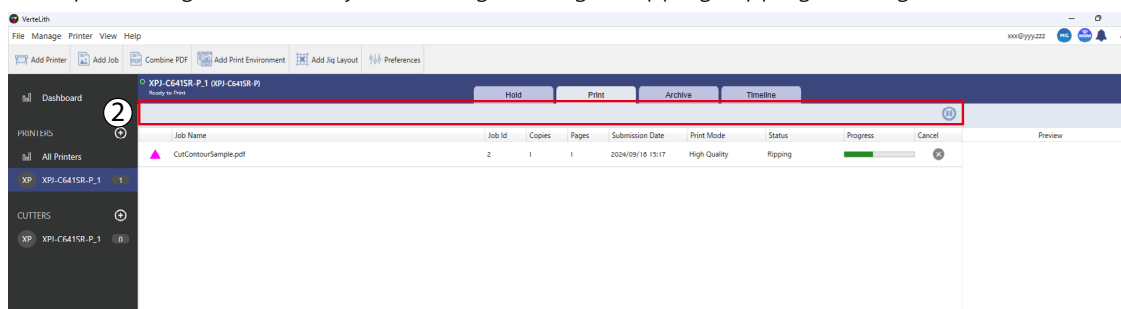 VerteLith
File Manage Printer View Help
xxx@yyy.zzz MC
Add Printer Add Job Combine PDF Add Print Environment Add Jig Layout Preferences
XPJ-C641SR-P_1 (XPJ-C641SR-P)
Ready to Print
Hold Print Archive Timeline
Dashboard
2
PRINTERS
Job Name Job Id Copies Pages Submission Date Print Mode Status Progress Cancel Preview
All Printers
CutContourSample.pdf 2 1 1 2024/09/18 15:17 High Quality Ripping
XP XPJ-C641SR-P_1 1
CUTTERS
XP XPJ-C641SR-P_1 0